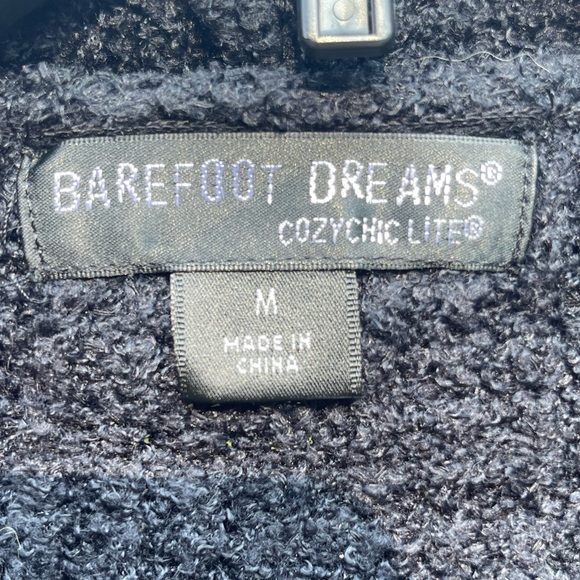 BAREFOOT DREAMS®
COZYCHIC LITE®
M
MADE IN
CHINA